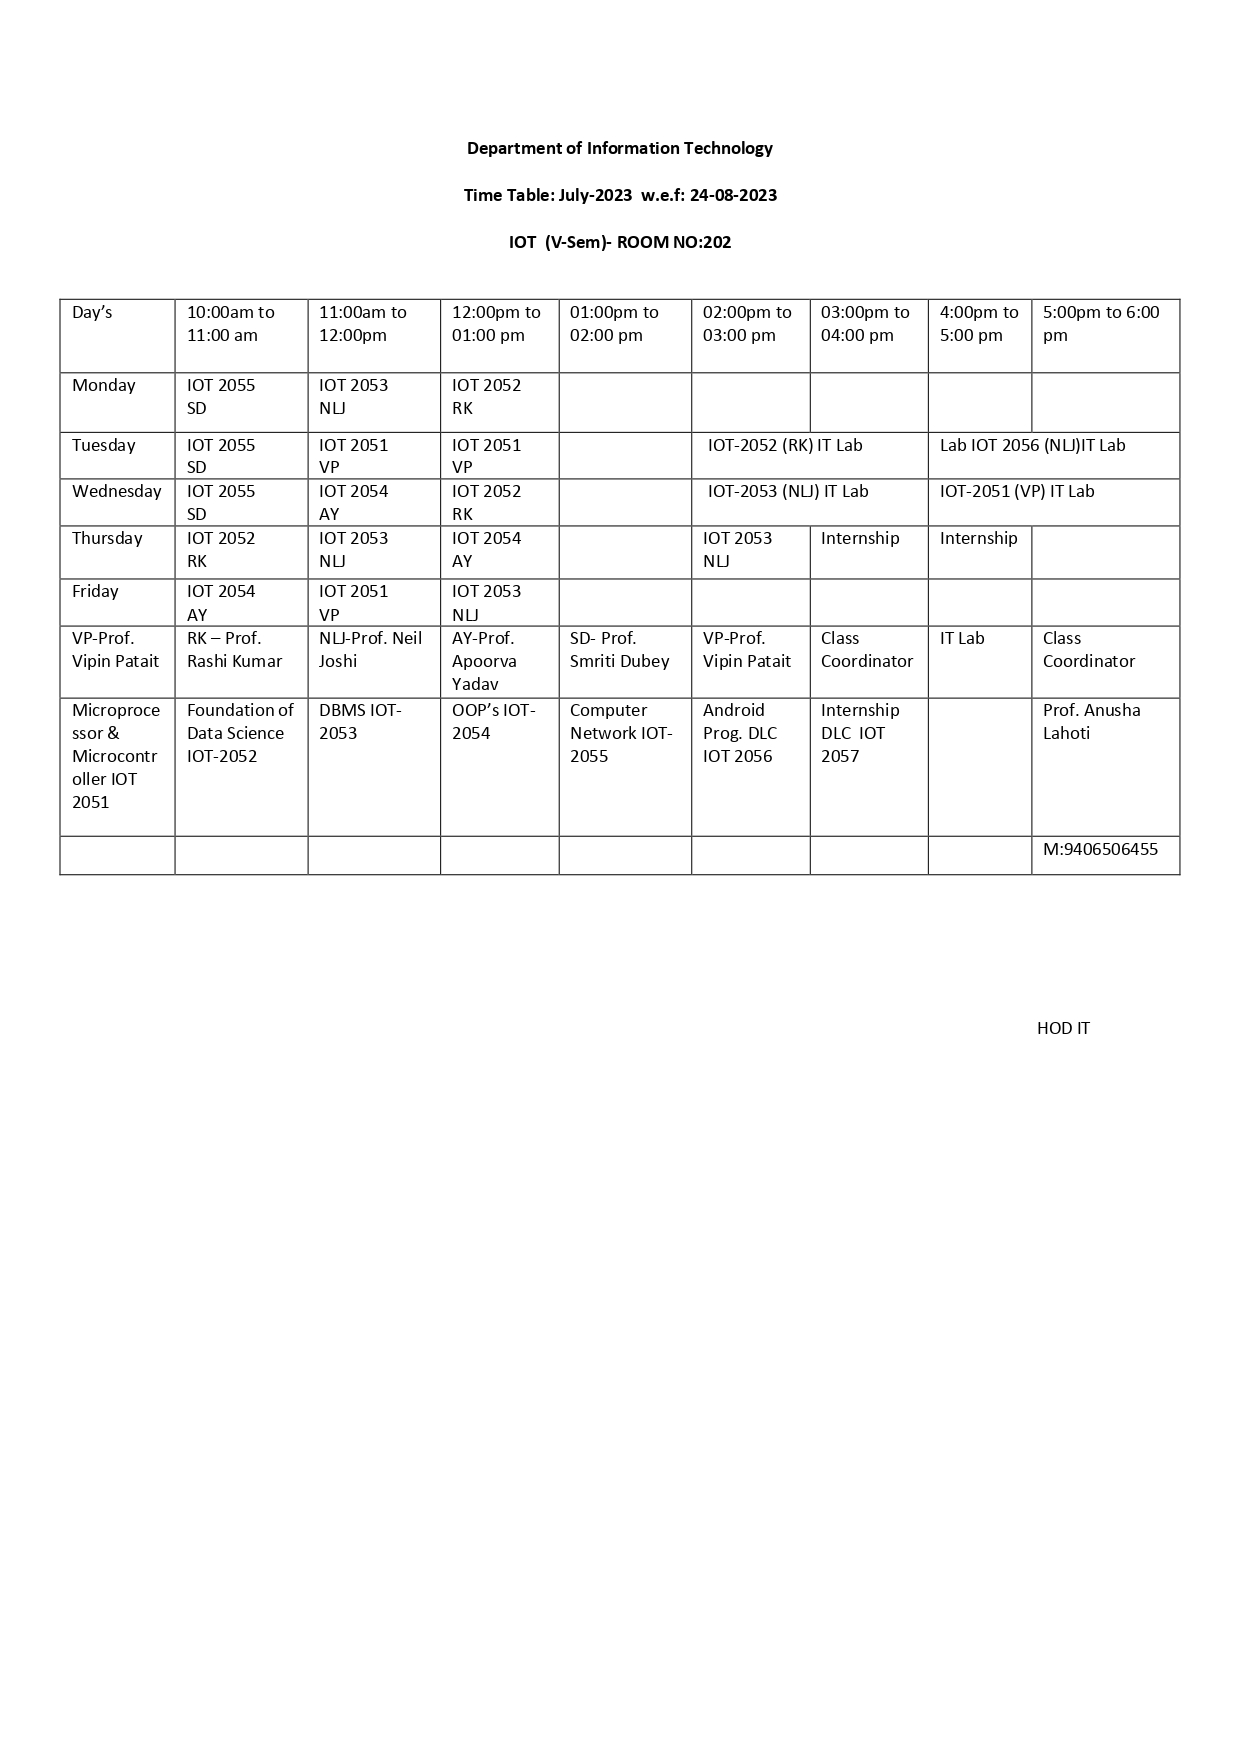 Department of Information Technology
Time Table: July-2023  w.e.f: 24-08-2023
IOT  (V-Sem)- ROOM NO:202
Day’s 10:00am to 11:00 am 11:00am to 12:00pm 12:00pm to 01:00 pm 01:00pm to 02:00 pm 02:00pm to 03:00 pm 03:00pm to 04:00 pm 4:00pm to 5:00 pm 5:00pm to 6:00 pm
Monday IOT 2055 SD IOT 2053 NLJ IOT 2052 RK
Tuesday IOT 2055 SD IOT 2051 VP IOT 2051 VP IOT-2052 (RK) IT Lab Lab IOT 2056 (NLJ)IT Lab
Wednesday IOT 2055 SD IOT 2054 AY IOT 2052 RK IOT-2053 (NLJ) IT Lab IOT-2051 (VP) IT Lab
Thursday IOT 2052 RK IOT 2053 NLJ IOT 2054 AY IOT 2053 NLJ Internship Internship
Friday IOT 2054 AY IOT 2051 VP IOT 2053 NLJ
VP-Prof. Vipin Patait RK – Prof. Rashi Kumar NLJ-Prof. Neil Joshi AY-Prof. Apoorva Yadav SD- Prof. Smriti Dubey VP-Prof. Vipin Patait Class Coordinator IT Lab Class Coordinator
Microprocessor & Microcontroller IOT 2051 Foundation of Data Science IOT-2052 DBMS IOT-2053 OOP’s IOT-2054 Computer Network IOT-2055 Android Prog. DLC IOT 2056 Internship DLC  IOT 2057 Prof. Anusha Lahoti
M:9406506455
HOD IT